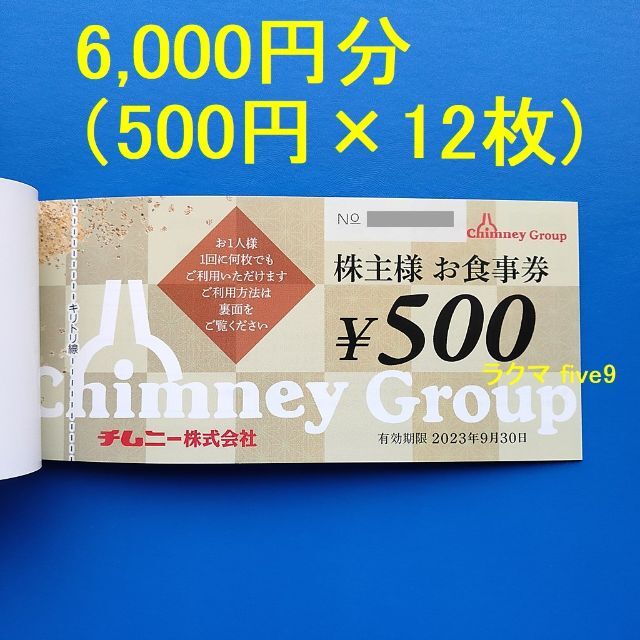 6,000円分
(500円×12枚)
No
Chimney Group
お1人様
1回に何枚でも
ご利用いただけます
ご利用方法は
裏面を
ご覧ください
株主様 お食事券
¥500
キリトリ線
ラクマ five9
Chimney Group
チムニー株式会社
有効期限 2023年9月30日